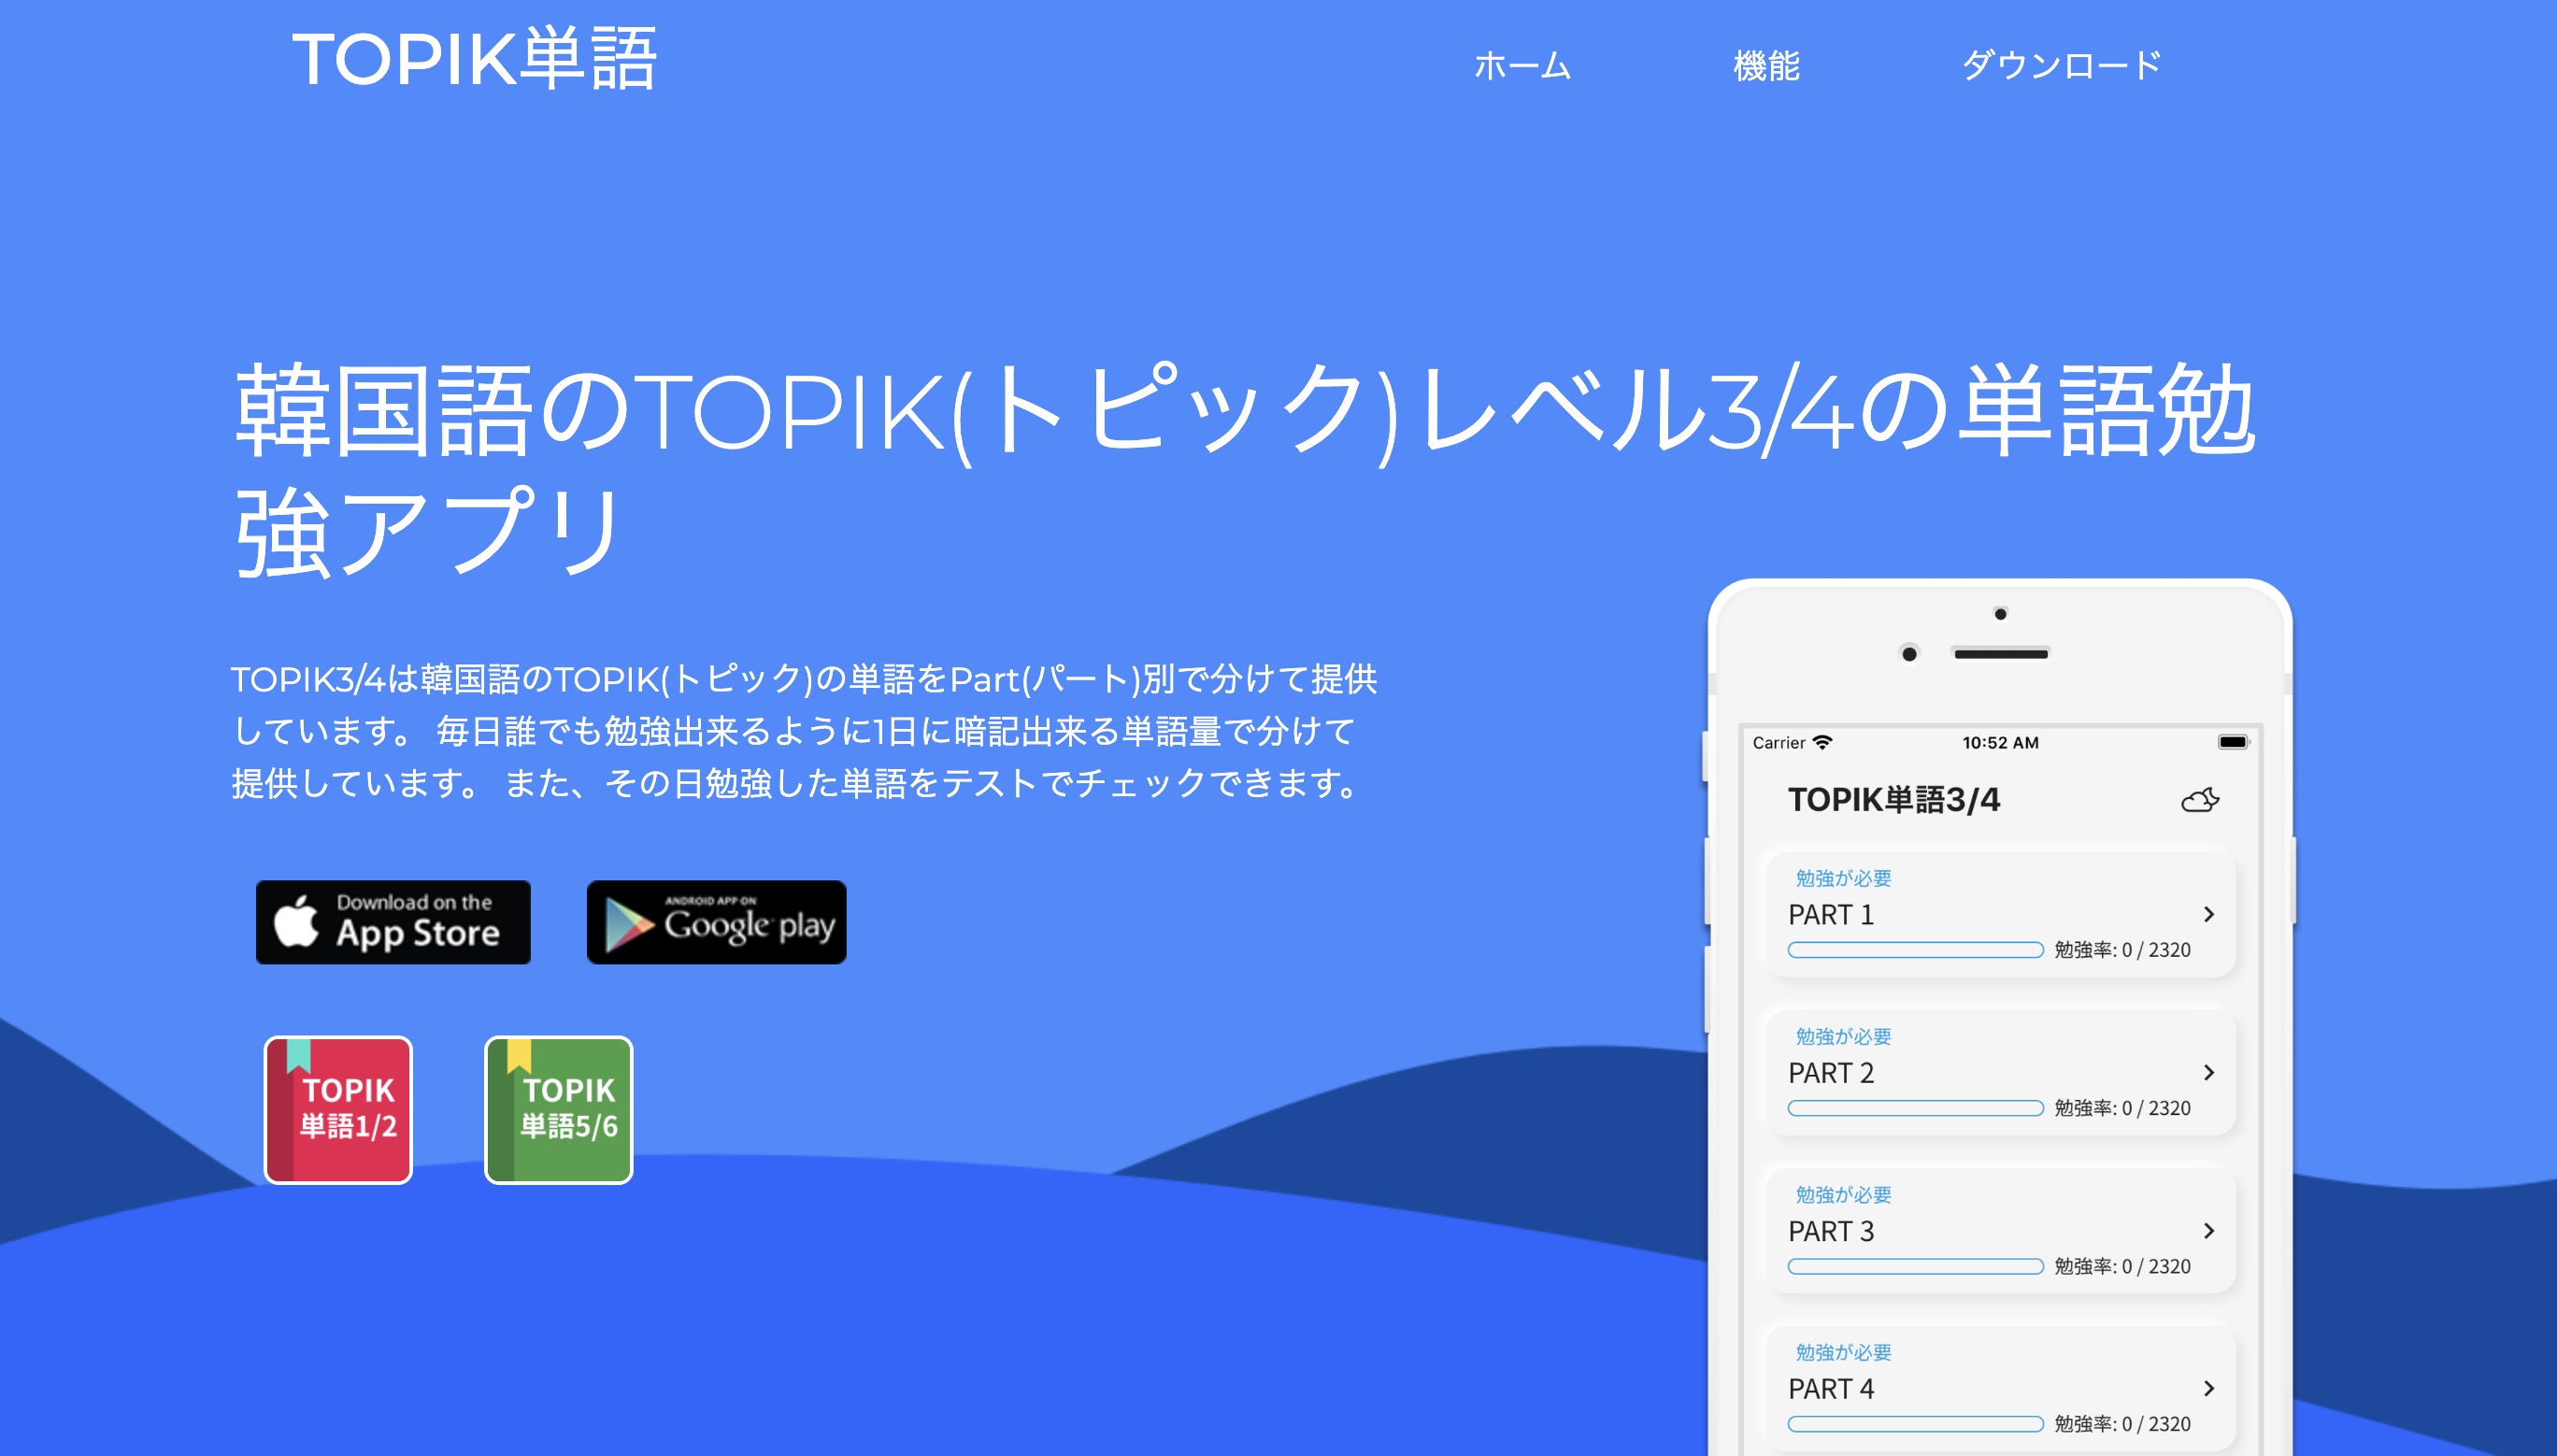 TOPIK単語
ホーム 機能 ダウンロード
韓国語のTOPIK(トピック)レベル3/4の単語勉
強アプリ
TOPIK3/4は韓国語のTOPIK(トピック)の単語をPart(パート)別で分けて提供
しています。 毎日誰でも勉強出来るように1日に暗記出来る単語量で分けて
提供しています。 また、その日勉強した単語をテストでチェックできます。
Download on the
App Store
ANDROID APP ON
Google play
TOPIK
単語1/2
TOPIK
単語5/6
Carrier 10:52 AM
TOPIK単語3/4
勉強が必要
PART 1
勉強率: 0 / 2320
勉強が必要
PART 2
勉強率: 0 / 2320
勉強が必要
PART 3
勉強率: 0 / 2320
勉強が必要
PART 4
勉強率: 0 / 2320